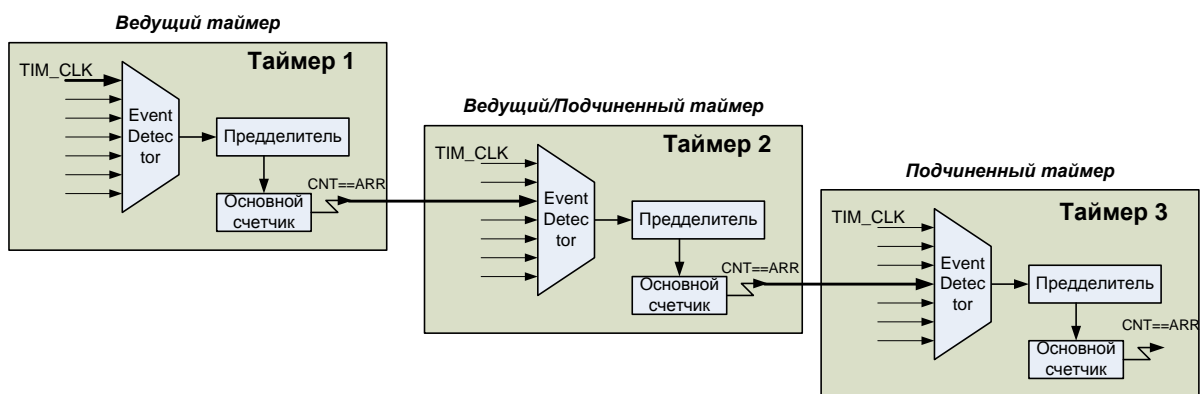 Ведущий таймер
Таймер 1
TIM_CLK
Event
Detec
tor
Предделитель
CNT==ARR
Основной
счетчик
Ведущий/Подчиненный таймер
Таймер 2
TIM_CLK
Event
Detec
tor
Предделитель
CNT==ARR
Основной
счетчик
Подчиненный таймер
Таймер 3
TIM_CLK
Event
Detec
tor
Предделитель
CNT==ARR
Основной
счетчик